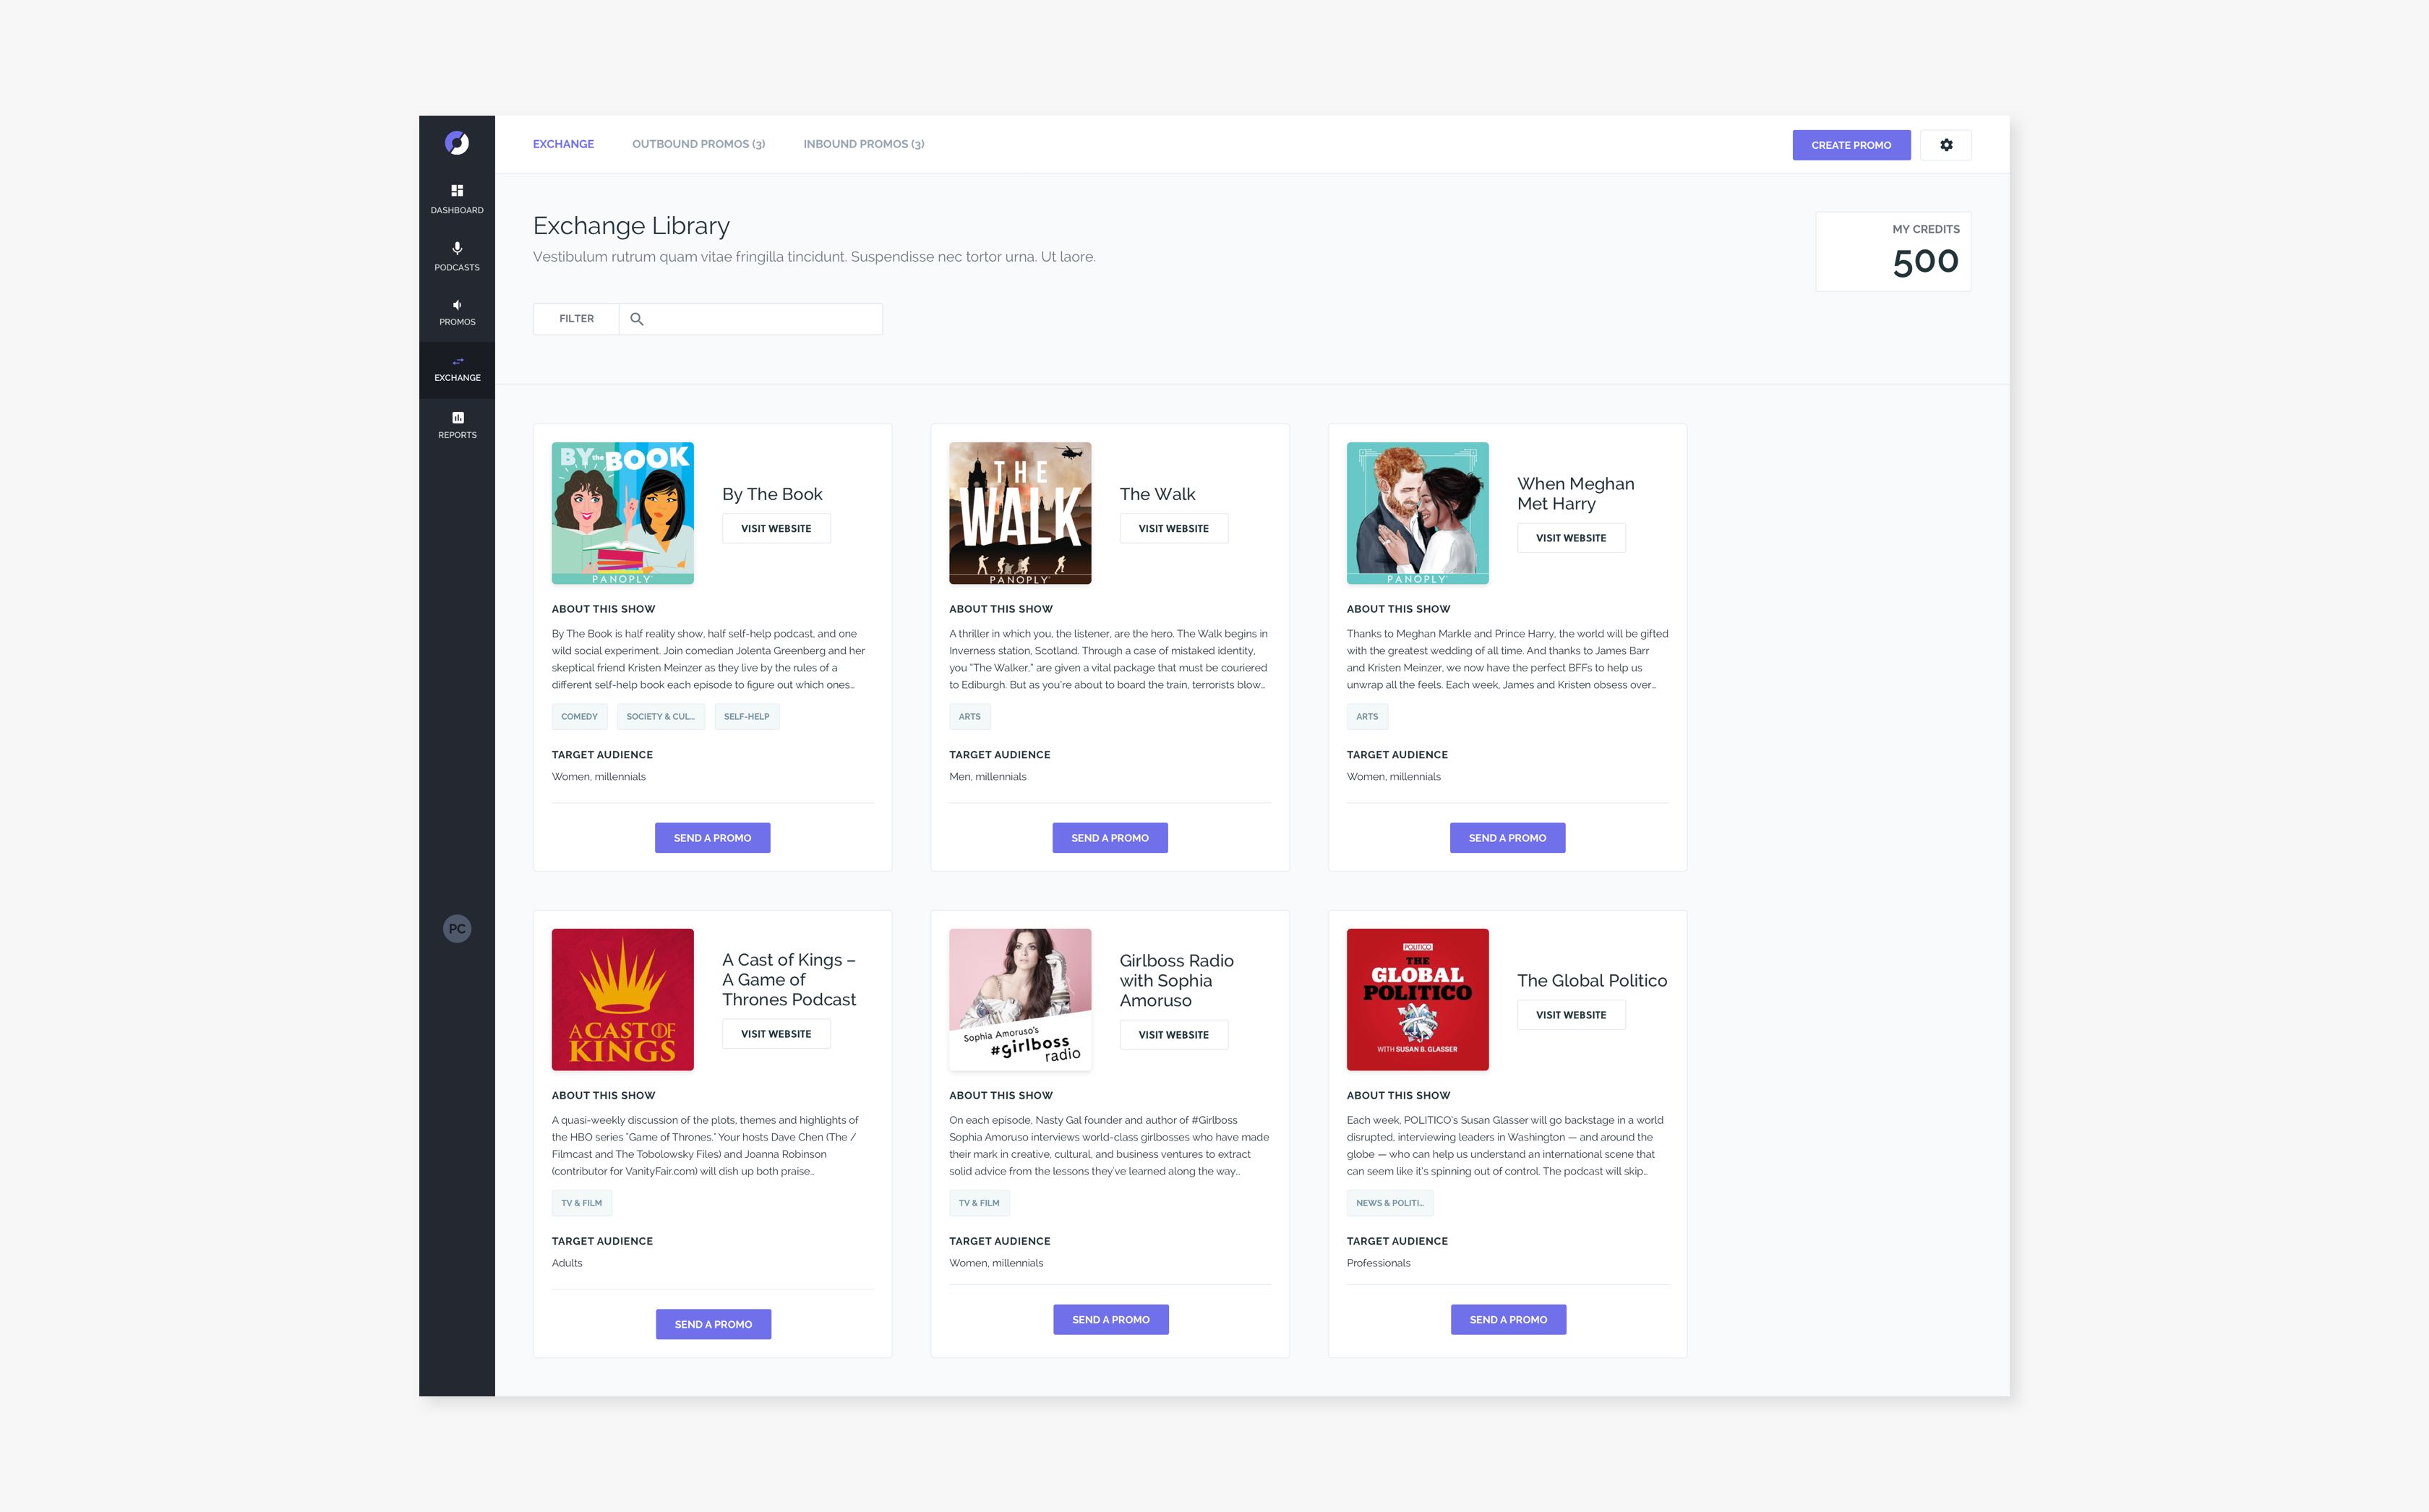 EXCHANGE
OUTBOUND PROMOS (3)
INBOUND PROMOS (3)
CREATE PROMO
DASHBOARD
PODCASTS
PROMOS
EXCHANGE
REPORTS
PC
Exchange Library
Vestibulum rutrum quam vitae fringilla tincidunt. Suspendisse nec tortor urna. Ut laore.
MY CREDITS
500
FILTER
BY the BOOK
PANOPLY
By The Book
VISIT WEBSITE
ABOUT THIS SHOW
By The Book is half reality show, half self-help podcast, and one
wild social experiment. Join comedian Jolenta Greenberg and her
skeptical friend Kristen Meinzer as they live by the rules of a
different self-help book each episode to figure out which ones...
COMEDY
SOCIETY & CUL...
SELF-HELP
TARGET AUDIENCE
Women, millennials
SEND A PROMO
THE
WALK
PANOPLY
The Walk
VISIT WEBSITE
ABOUT THIS SHOW
A thriller in which you, the listener, are the hero. The Walk begins in
Inverness station, Scotland. Through a case of mistaked identity,
you "The Walker," are given a vital package that must be couriered
to Ediburgh. But as you're about to board the train, terrorists blow...
ARTS
TARGET AUDIENCE
Men, millennials
SEND A PROMO
PANOPLY
When Meghan
Met Harry
VISIT WEBSITE
ABOUT THIS SHOW
Thanks to Meghan Markle and Prince Harry, the world will be gifted
with the greatest wedding of all time. And thanks to James Barr
and Kristen Meinzer, we now have the perfect BFFs to help us
unwrap all the feels. Each week, James and Kristen obsess over...
ARTS
TARGET AUDIENCE
Women, millennials
SEND A PROMO
A CAST OF
KINGS
A Cast of Kings –
A Game of
Thrones Podcast
VISIT WEBSITE
ABOUT THIS SHOW
A quasi-weekly discussion of the plots, themes and highlights of
the HBO series "Game of Thrones." Your hosts Dave Chen (The /
Filmcast and The Tobolowsky Files) and Joanna Robinson
(contributor for VanityFair.com) will dish up both praise...
TV & FILM
TARGET AUDIENCE
Adults
SEND A PROMO
Sophia Amoruso's
#girlboss
radio
Girlboss Radio
with Sophia
Amoruso
VISIT WEBSITE
ABOUT THIS SHOW
On each episode, Nasty Gal founder and author of #Girlboss
Sophia Amoruso interviews world-class girlbosses who have made
their mark in creative, cultural, and business ventures to extract
solid advice from the lessons they've learned along the way...
TV & FILM
TARGET AUDIENCE
Women, millennials
SEND A PROMO
POLITICO
THE
GLOBAL
POLITICO
WITH SUSAN B. GLASSER
The Global Politico
VISIT WEBSITE
ABOUT THIS SHOW
Each week, POLITICO's Susan Glasser will go backstage in a world
disrupted, interviewing leaders in Washington — and around the
globe — who can help us understand an international scene that
can seem like it's spinning out of control. The podcast will skip...
NEWS & POLITI...
TARGET AUDIENCE
Professionals
SEND A PROMO